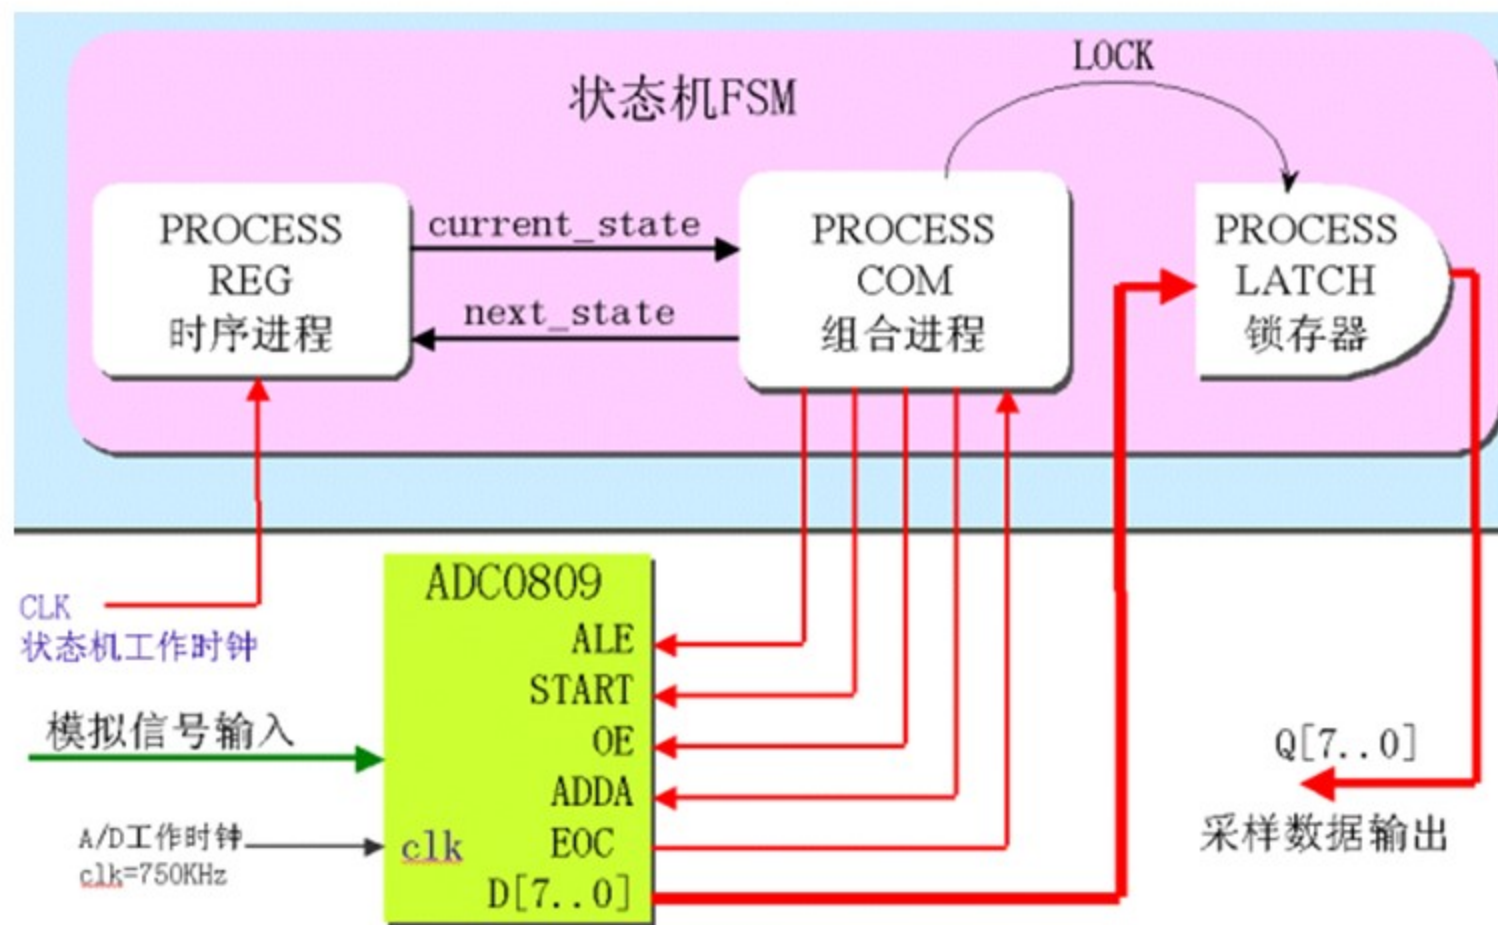 LOCK
状态机FSM
PROCESS
REG
时序进程
current_state
next_state
PROCESS
COM
组合进程
PROCESS
LATCH
锁存器
CLK
状态机工作时钟
模拟信号输入
A/D工作时钟
clk=750KHz
ADC0809
ALE
START
OE
ADDA
clk
EOC
D[7..0]
Q[7..0]
采样数据输出